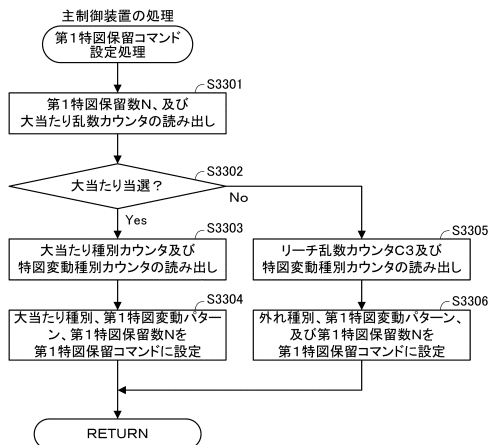 主制御装置の処理
第1特図保留コマンド
設定処理
S3301
第1特図保留数N、及び
大当たり乱数カウンタの読み出し
S3302
大当たり当選？
No
Yes
S3303
大当たり種別カウンタ及び
特図変動種別カウンタの読み出し
S3305
リーチ乱数カウンタC3及び
特図変動種別カウンタの読み出し
S3304
大当たり種別、第1特図変動パター
ン、第1特図保留数Nを
第1特図保留コマンドに設定
S3306
外れ種別、第1特図変動パターン、
及び第1特図保留数Nを
第1特図保留コマンドに設定
RETURN